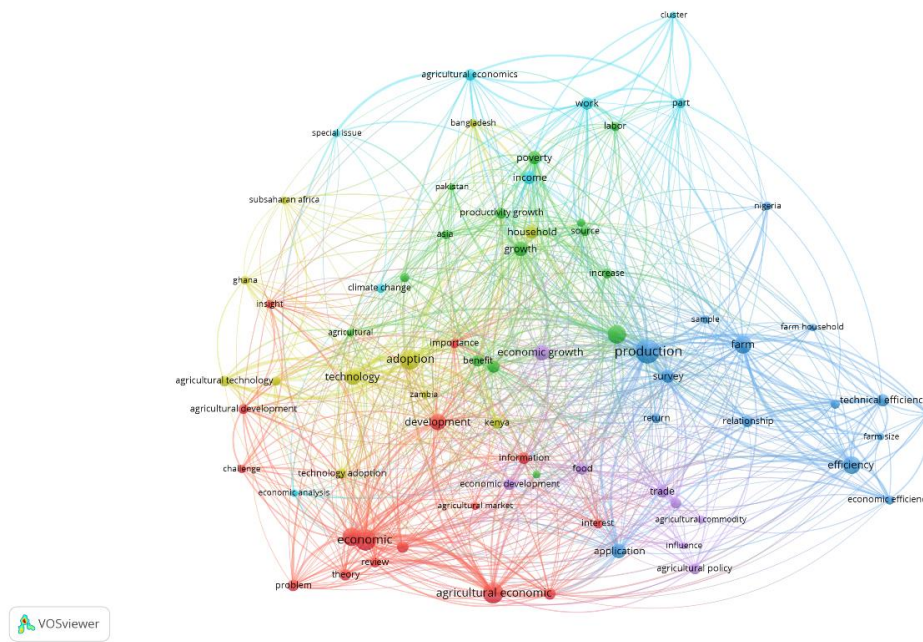 cluster
agricultural economics
work
part
bangladesh
labor
special issue
poverty
income
pakistan
subsaharan africa
nigeria
productivity growth
household
source
asia
growth
increase
ghana
climate change
insight
sample
farm household
agricultural
importance
economic growth
production
farm
adoption
benefit
technology
survey
agricultural technology
zambia
technical efficienc
agricultural development
development
kenya
return
relationship
farm size
information
challenge
technology adoption
food
efficiency
economic development
economic analysis
trade
economic efficienc
agricultural market
agricultural commodity
interest
economic
influence
application
review
theory
agricultural policy
problem
agricultural economic
VOSviewer